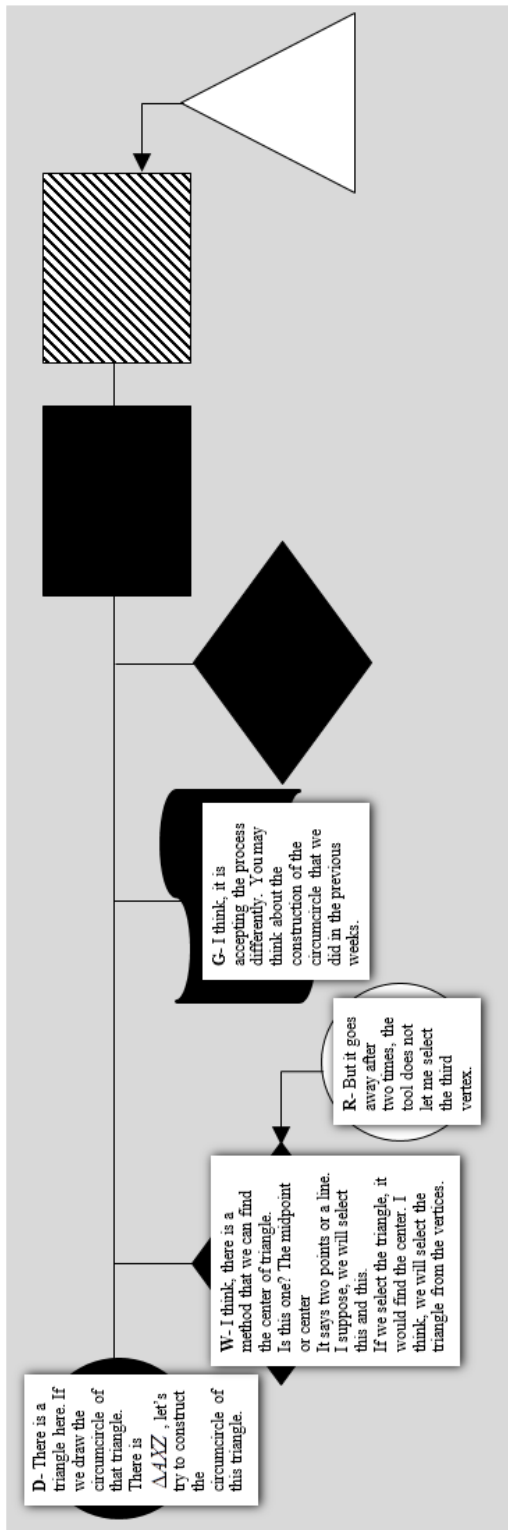 D- There is a
triangle here. If
we draw the
circumcircle of
that triangle.
There is
ΔAXZ , let's
try to construct
the
circumcircle of
this triangle.
W- I think, there is a
method that we can find
the center of triangle.
Is this one? The midpoint
or center
It says two points or a line.
I suppose, we will select
this and this.
If we select the triangle, it
would find the center. I
think, we will select the
triangle from the vertices.
R- But it goes
away after
two times, the
tool does not
let me select
the third
vertex.
G- I think, it is
accepting the process
differently. You may
think about the
construction of the
circumcircle that we
did in the previous
weeks.